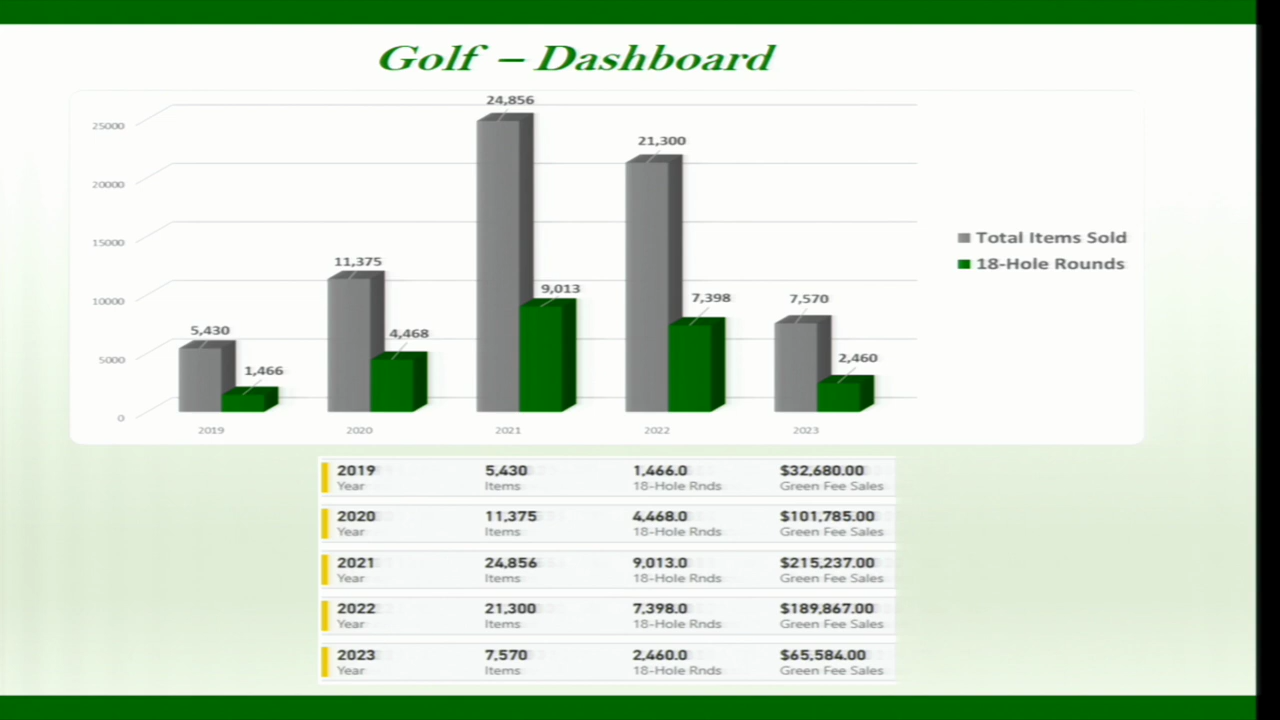 Golf – Dashboard
24,856
25000
21,300
20000
15000
Total Items Sold
11,375
18-Hole Rounds
9,013
10000
7,398
7,570
5,430
4,468
5000
2,460
1,466
0
2019 2020 2021 2022 2023
2019 5,430 1,466.0 $32,680.00
Year Items 18-Hole Rnds Green Fee Sales
2020 11,375 4,468.0 $101,785.00
Year Items 18-Hole Rnds Green Fee Sales
2021 24,856 9,013.0 $215,237.00
Year Items 18-Hole Rnds Green Fee Sales
2022 21,300 7,398.0 $189,867.00
Year Items 18-Hole Rnds Green Fee Sales
2023 7,570 2,460.0 $65,584.00
Year Items 18-Hole Rnds Green Fee Sales